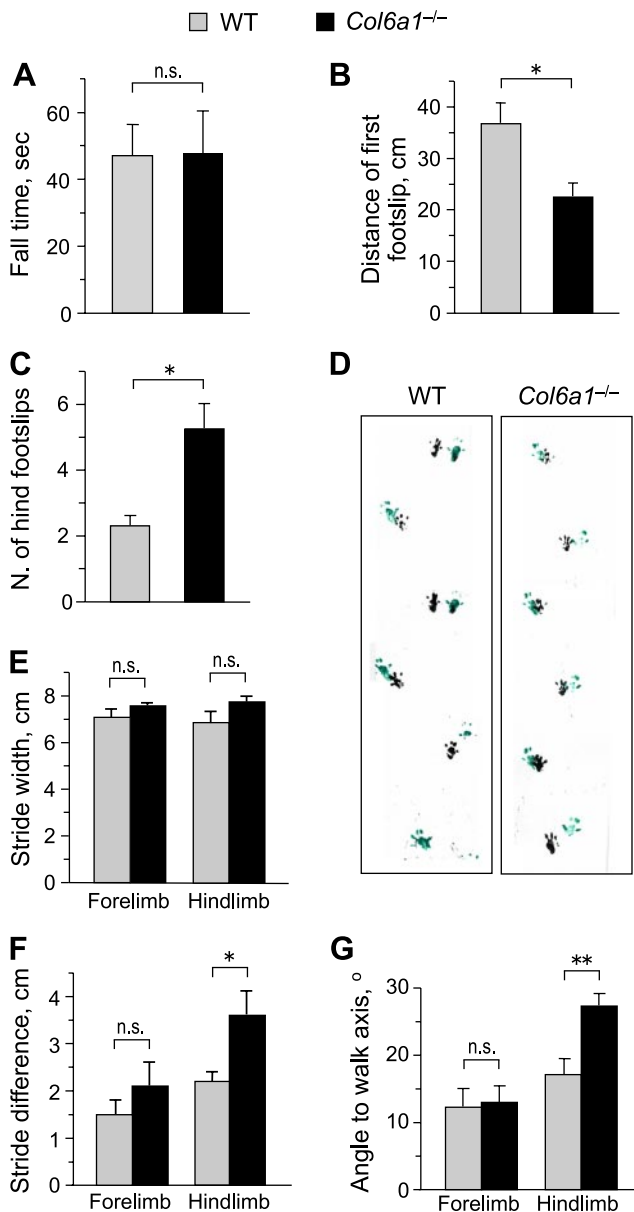 WT Col6a1–/–
A
n.s.
Fall time, sec
60
40
20
0
B
*
Distance of first
footslip, cm
40
30
20
10
0
C
*
N. of hind footslips
6
4
2
0
D
WT Col6a1–/–
E
n.s. n.s.
Stride width, cm
8
6
4
2
0
Forelimb Hindlimb
F
n.s. *
Stride difference, cm
4
3
2
1
0
Forelimb Hindlimb
G
n.s. **
Angle to walk axis, °
30
20
10
0
Forelimb Hindlimb